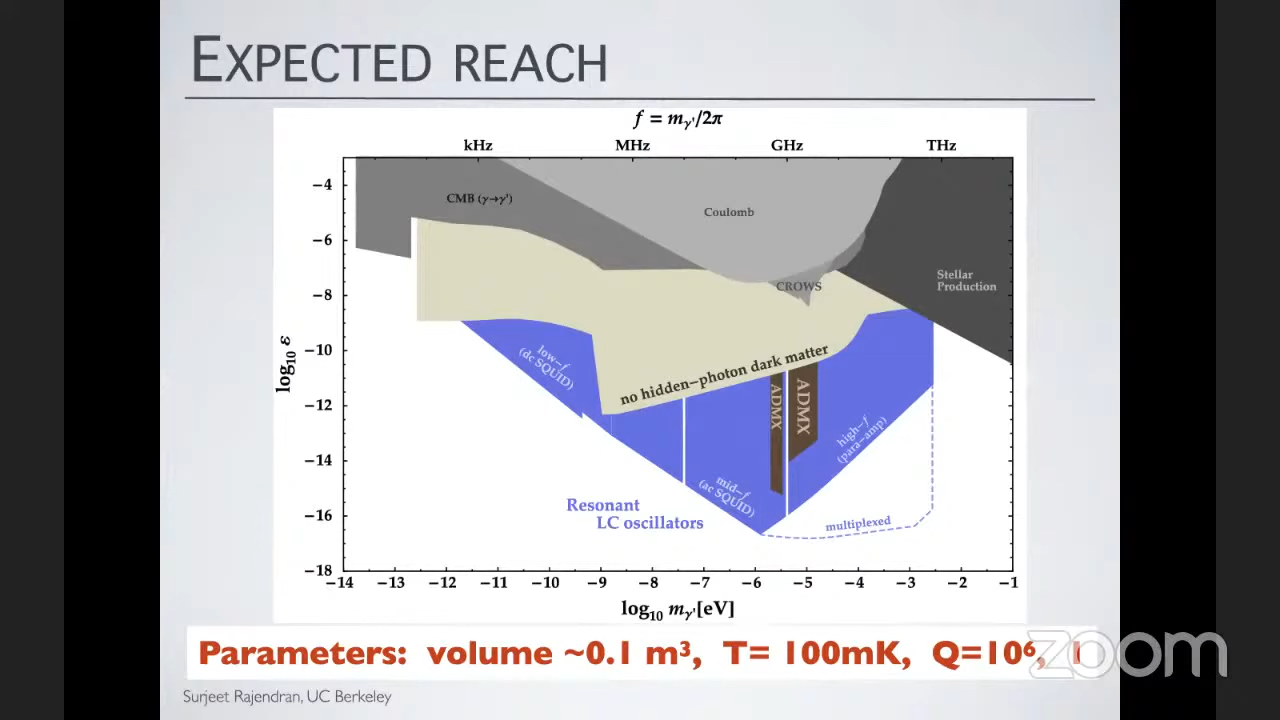 EXPECTED REACH
f = mγ'/2π
kHz MHz GHz THz
−4
−6
−8
−10
−12
−14
−16
−18
log₁₀ ε
CMB (γ→γ')
Coulomb
CROWS
Stellar
Production
low−f
(dc SQUID)
no hidden−photon dark matter
ADMX
ADMX
high−f
(para−amp)
mid−f
(ac SQUID)
Resonant
LC oscillators
multiplexed
−14 −13 −12 −11 −10 −9 −8 −7 −6 −5 −4 −3 −2 −1
log₁₀ mγ'[eV]
Parameters: volume ~0.1 m³, T= 100mK, Q=10⁶,
zoom
Surjeet Rajendran, UC Berkeley